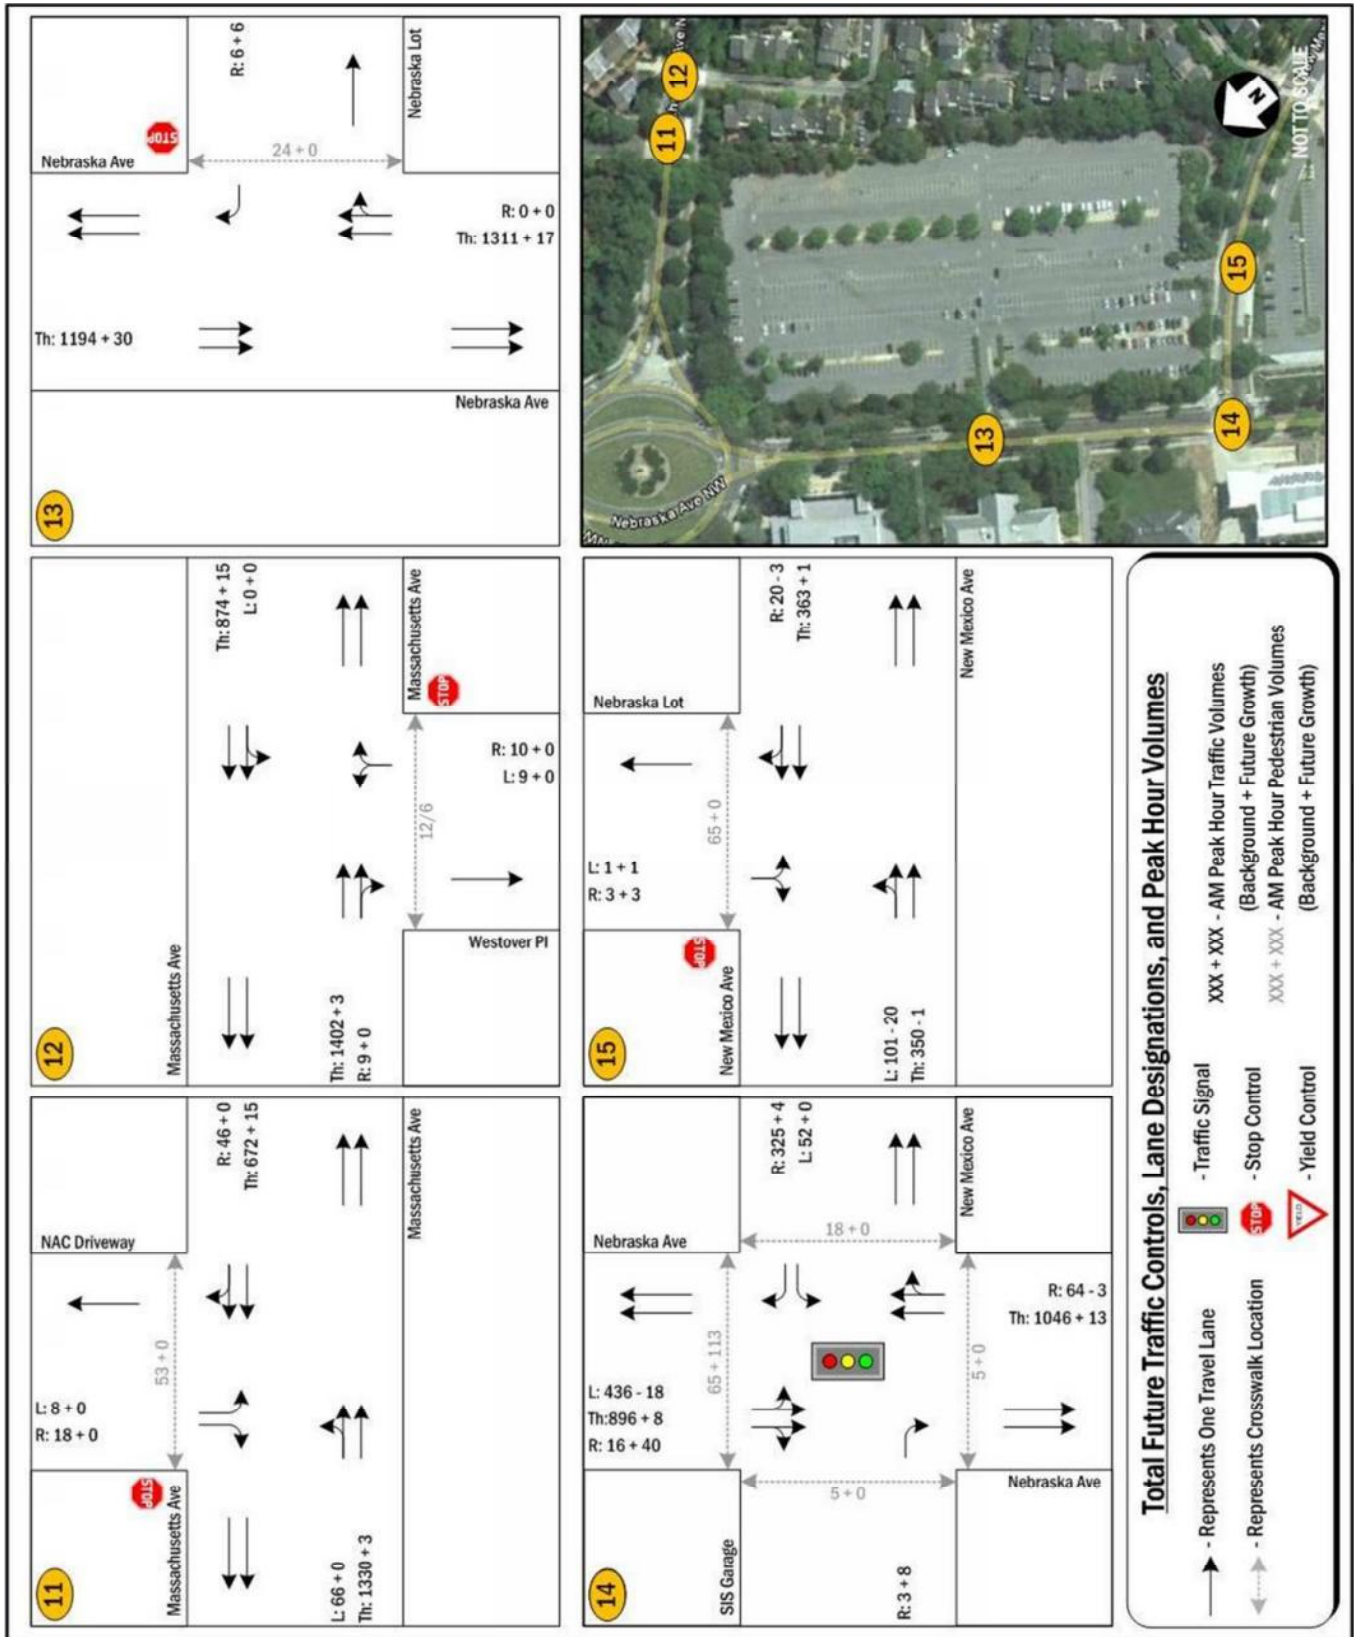 11
NAC Driveway
L: 8 + 0
R: 18 + 0
53 + 0
STOP
Massachusetts Ave
R: 46 + 0
Th: 672 + 15
L: 66 + 0
Th: 1330 + 3
Massachusetts Ave
12
Massachusetts Ave
Th: 874 + 15
L: 0 + 0
Th: 1402 + 3
R: 9 + 0
Massachusetts Ave
STOP
12/6
R: 10 + 0
L: 9 + 0
Westover Pl
13
Nebraska Ave
STOP
R: 6 + 6
24 + 0
Nebraska Lot
Th: 1194 + 30
R: 0 + 0
Th: 1311 + 17
Nebraska Ave
14
Nebraska Ave
L: 436 - 18
Th:896 + 8
R: 16 + 40
65 + 113
SIS Garage
R: 325 + 4
L: 52 + 0
18 + 0
5 + 0
R: 3 + 8
New Mexico Ave
5 + 0
R: 64 - 3
Th: 1046 + 13
Nebraska Ave
15
Nebraska Lot
L: 1 + 1
R: 3 + 3
65 + 0
STOP
New Mexico Ave
R: 20 - 3
Th: 363 + 1
L: 101 - 20
Th: 350 - 1
New Mexico Ave
11
12
13
14
15
Nebraska Ave NW
N
NOT TO SCALE
Total Future Traffic Controls, Lane Designations, and Peak Hour Volumes
- Represents One Travel Lane
- Represents Crosswalk Location
- Traffic Signal
STOP - Stop Control
YIELD - Yield Control
XXX + XXX - AM Peak Hour Traffic Volumes
(Background + Future Growth)
XXX + XXX - AM Peak Hour Pedestrian Volumes
(Background + Future Growth)